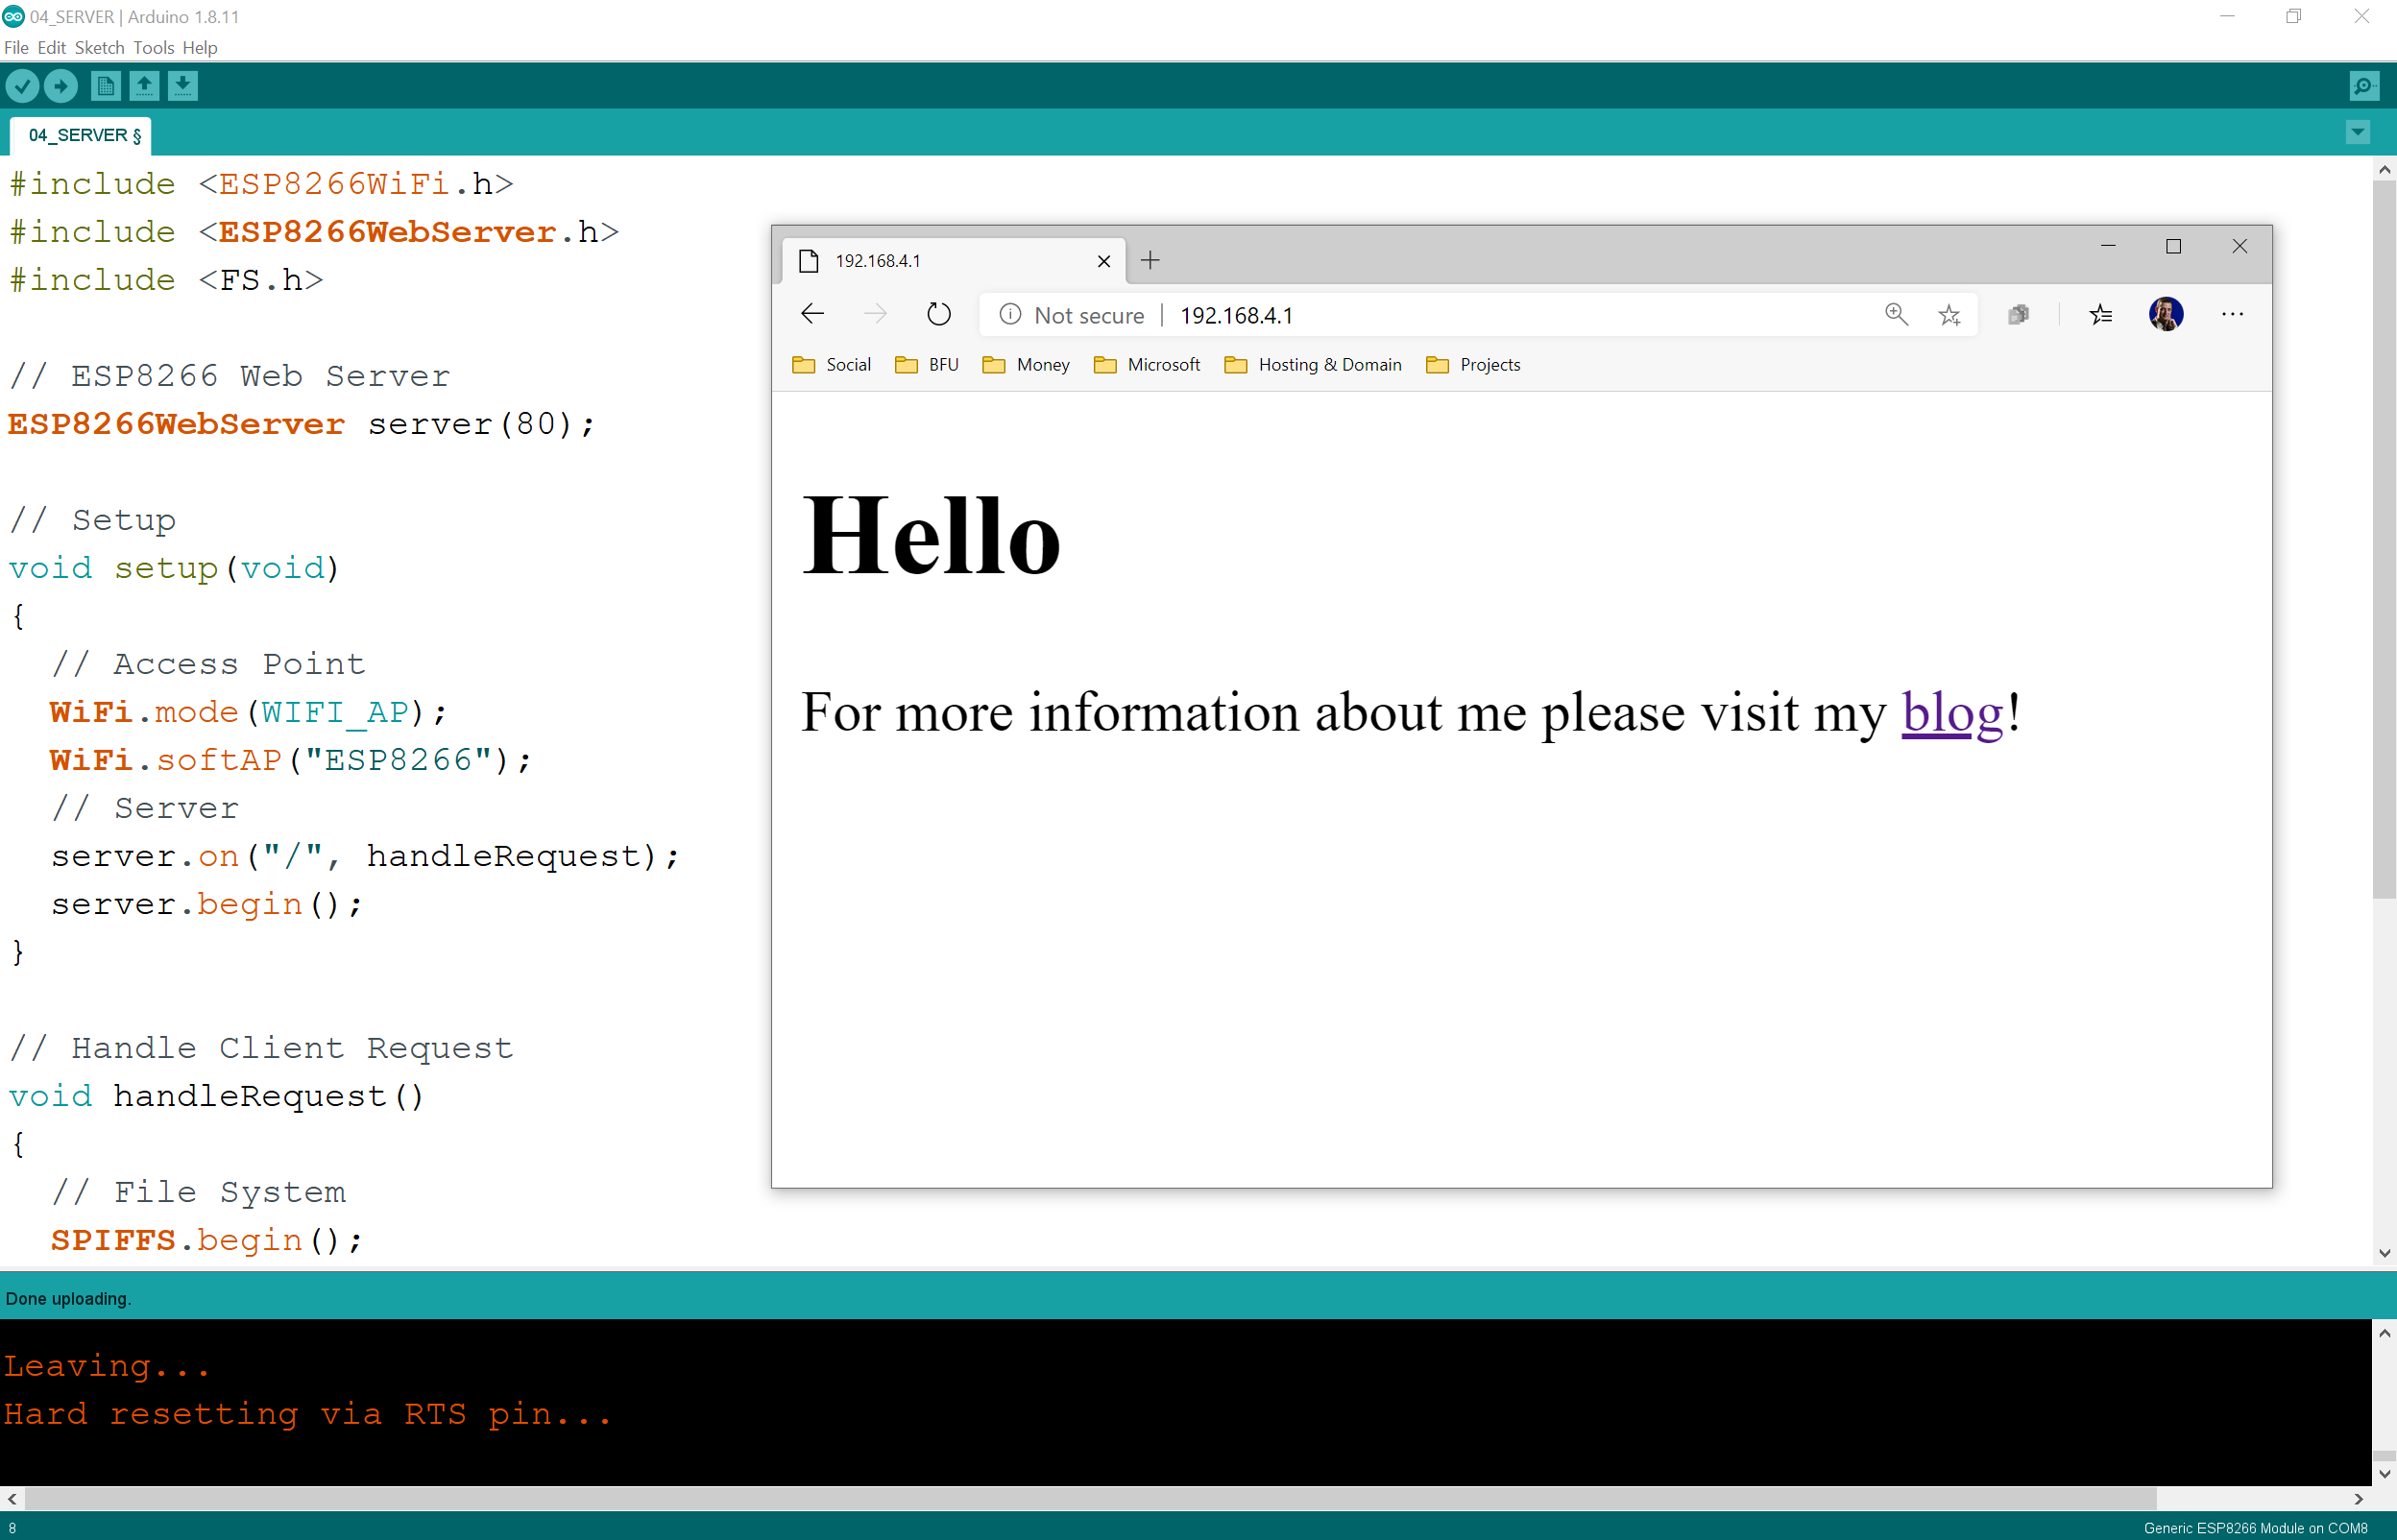 04_SERVER | Arduino 1.8.11
File Edit Sketch Tools Help
04_SERVER §
#include <ESP8266WiFi.h>
#include <ESP8266WebServer.h>
#include <FS.h>
// ESP8266 Web Server
ESP8266WebServer server(80);
// Setup
void setup(void)
{
// Access Point
WiFi.mode(WIFI_AP);
WiFi.softAP("ESP8266");
// Server
server.on("/", handleRequest);
server.begin();
}
// Handle Client Request
void handleRequest()
{
// File System
SPIFFS.begin();
192.168.4.1
Not secure | 192.168.4.1
Social BFU Money Microsoft Hosting & Domain Projects
Hello
For more information about me please visit my blog!
Done uploading.
Leaving...
Hard resetting via RTS pin...
8
Generic ESP8266 Module on COM8